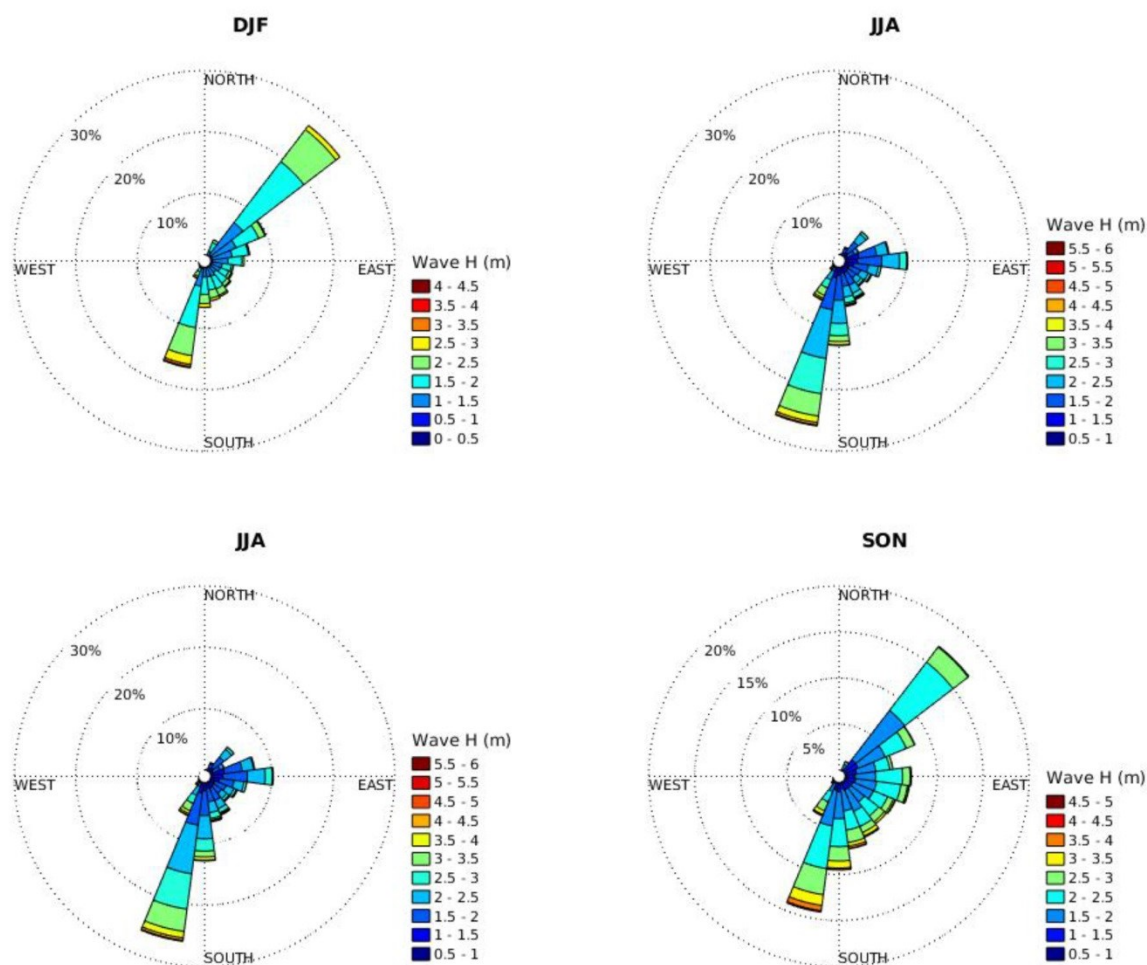 DJF
NORTH
30%
20%
10%
WEST
EAST
SOUTH
Wave H (m)
4 - 4.5
3.5 - 4
3 - 3.5
2.5 - 3
2 - 2.5
1.5 - 2
1 - 1.5
0.5 - 1
0 - 0.5
JJA
NORTH
30%
20%
10%
WEST
EAST
SOUTH
Wave H (m)
5.5 - 6
5 - 5.5
4.5 - 5
4 - 4.5
3.5 - 4
3 - 3.5
2.5 - 3
2 - 2.5
1.5 - 2
1 - 1.5
0.5 - 1
JJA
NORTH
30%
20%
10%
WEST
EAST
SOUTH
Wave H (m)
5.5 - 6
5 - 5.5
4.5 - 5
4 - 4.5
3.5 - 4
3 - 3.5
2.5 - 3
2 - 2.5
1.5 - 2
1 - 1.5
0.5 - 1
SON
NORTH
20%
15%
10%
5%
WEST
EAST
SOUTH
Wave H (m)
4.5 - 5
4 - 4.5
3.5 - 4
3 - 3.5
2.5 - 3
2 - 2.5
1.5 - 2
1 - 1.5
0.5 - 1